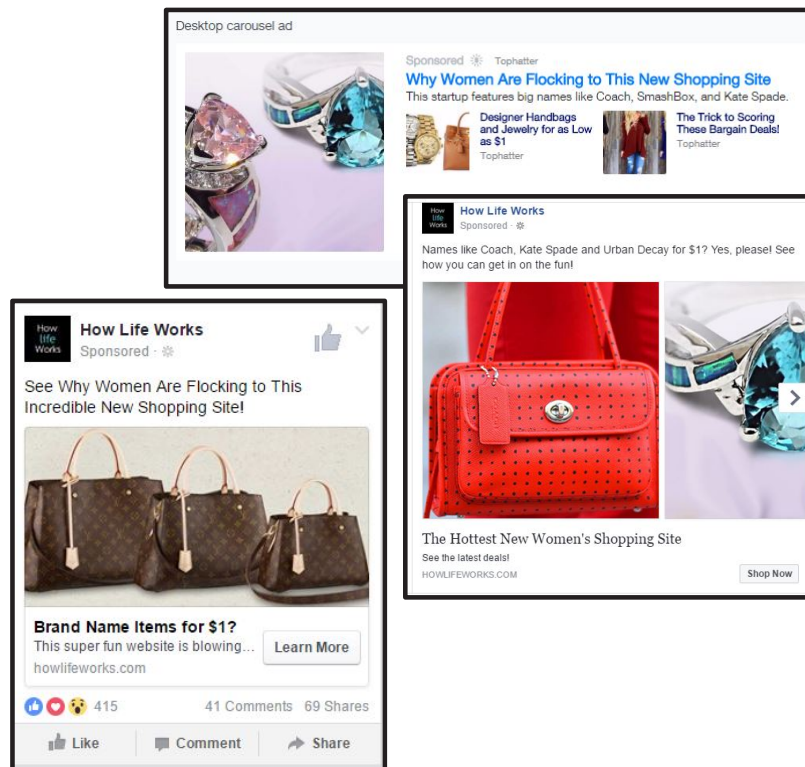 Desktop carousel ad
Sponsored Tophatter
Why Women Are Flocking to This New Shopping Site
This startup features big names like Coach, SmashBox, and Kate Spade.
Designer Handbags
and Jewelry for as Low
as $1
Tophatter
The Trick to Scoring
These Bargain Deals!
Tophatter
How
life
Works
How Life Works
Sponsored ·
Names like Coach, Kate Spade and Urban Decay for $1? Yes, please! See
how you can get in on the fun!
The Hottest New Women's Shopping Site
See the latest deals!
HOWLIFEWORKS.COM
Shop Now
How
life
Works
How Life Works
Sponsored ·
See Why Women Are Flocking to This
Incredible New Shopping Site!
Brand Name Items for $1?
This super fun website is blowing...
Learn More
howlifeworks.com
415 41 Comments 69 Shares
Like Comment Share